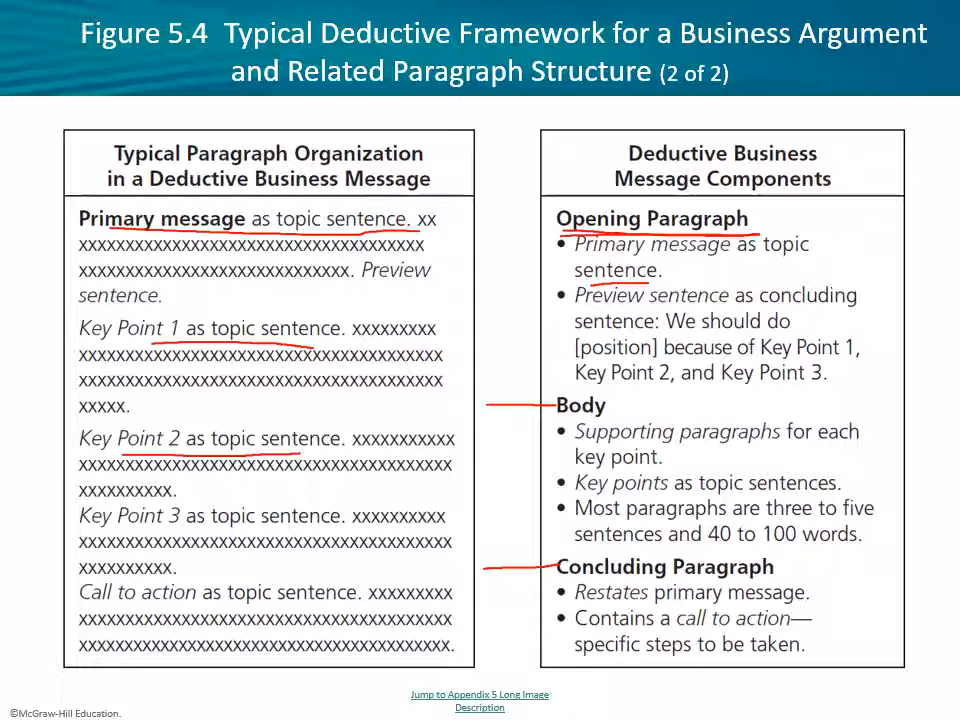 Figure 5.4 Typical Deductive Framework for a Business Argument
and Related Paragraph Structure (2 of 2)
Typical Paragraph Organization
in a Deductive Business Message
Primary message as topic sentence. xx
xxxxxxxxxxxxxxxxxxxxxxxxxxxxxxxxxxxxx
xxxxxxxxxxxxxxxxxxxxxxxxxxxxx. Preview
sentence.
Key Point 1 as topic sentence. xxxxxxxxx
xxxxxxxxxxxxxxxxxxxxxxxxxxxxxxxxxxxxxxx
xxxxxxxxxxxxxxxxxxxxxxxxxxxxxxxxxxxxxxx
xxxxx.
Key Point 2 as topic sentence. xxxxxxxxxxx
xxxxxxxxxxxxxxxxxxxxxxxxxxxxxxxxxxxxxxxx
xxxxxxxxxx.
Key Point 3 as topic sentence. xxxxxxxxxx
xxxxxxxxxxxxxxxxxxxxxxxxxxxxxxxxxxxxxxxx
xxxxxxxxxx.
Call to action as topic sentence. xxxxxxxxx
xxxxxxxxxxxxxxxxxxxxxxxxxxxxxxxxxxxxxxxx
xxxxxxxxxxxxxxxxxxxxxxxxxxxxxxxxxxxxxxxx.
Deductive Business
Message Components
Opening Paragraph
• Primary message as topic
sentence.
• Preview sentence as concluding
sentence: We should do
[position] because of Key Point 1,
Key Point 2, and Key Point 3.
Body
• Supporting paragraphs for each
key point.
• Key points as topic sentences.
• Most paragraphs are three to five
sentences and 40 to 100 words.
Concluding Paragraph
• Restates primary message.
• Contains a call to action—
specific steps to be taken.
Jump to Appendix 5 Long Image
Description
©McGraw-Hill Education.